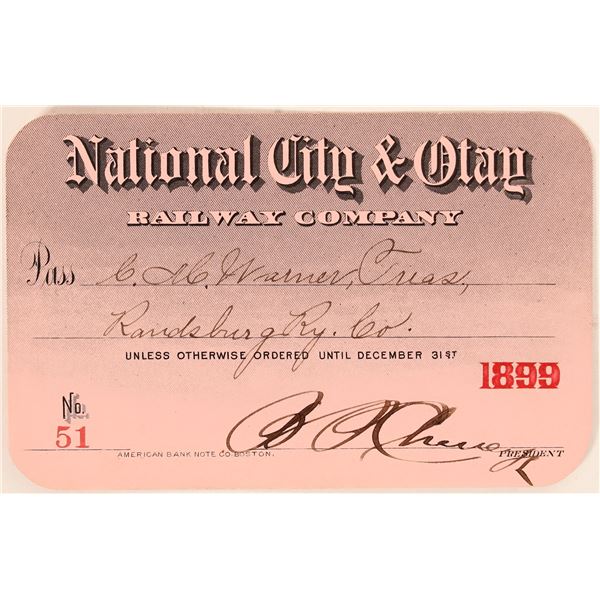 National City & Otay
RAILWAY COMPANY
Pass C. M. Warner, Treas,
Randsburg Ry. Co.
UNLESS OTHERWISE ORDERED UNTIL DECEMBER 31ST
1899
No.
51
AMERICAN BANK NOTE CO. BOSTON.
PRESIDENT